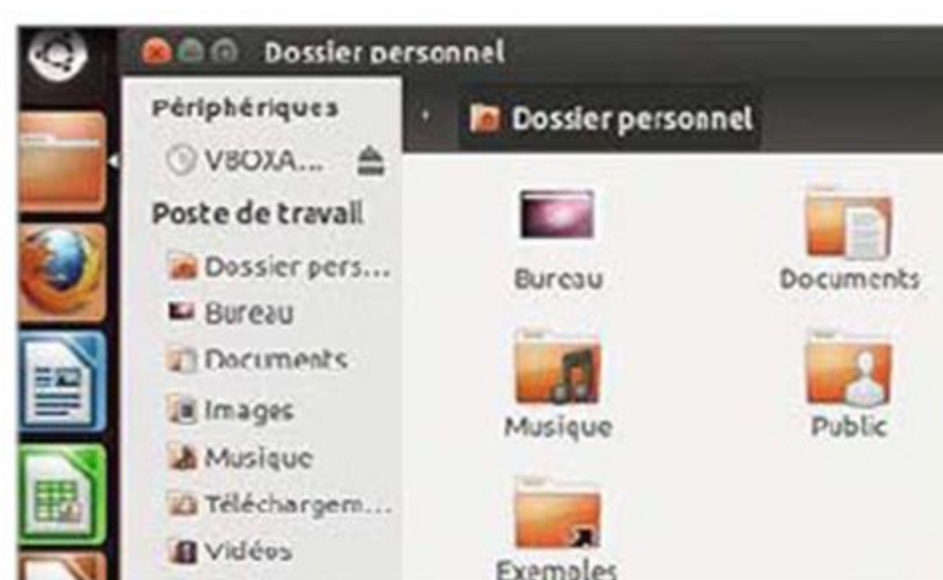 Dossier personnel
Périphériques
Dossier personnel
VBOXA...
Poste de travail
Dossier pers...
Bureau
Documents
Images
Musique
Téléchargem...
Vidéos
Bureau
Documents
Musique
Public
Exemples